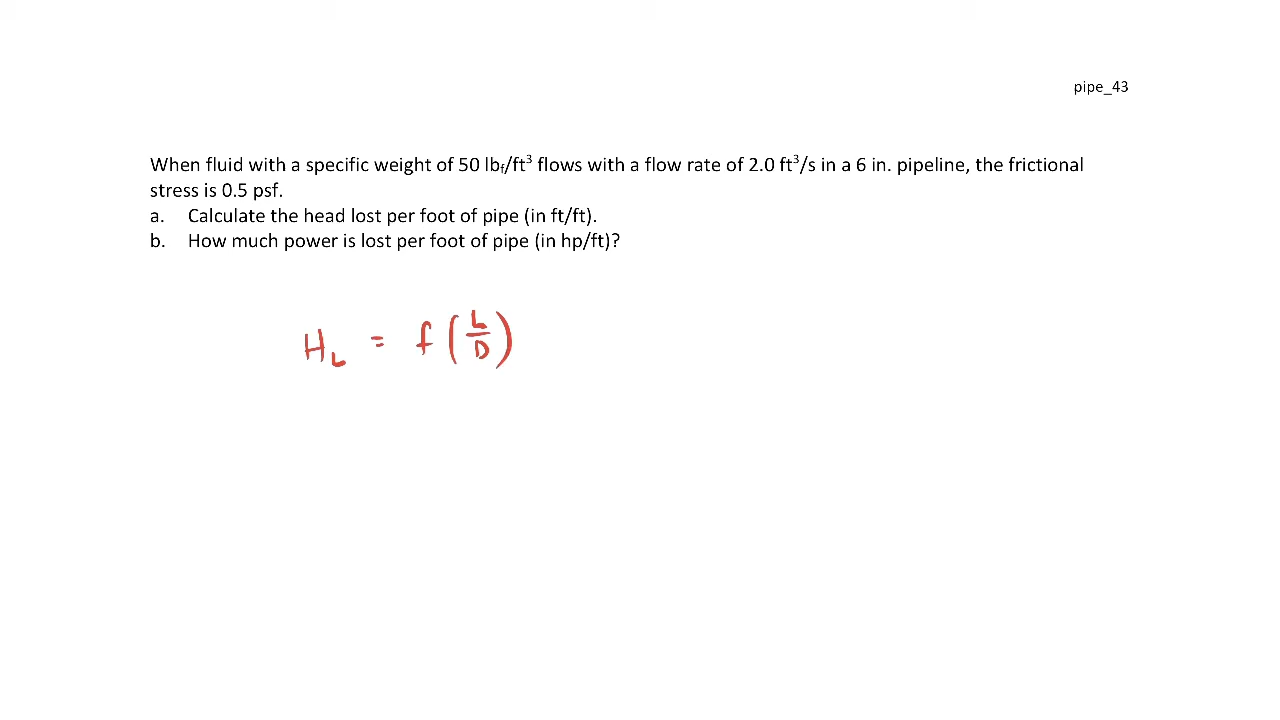 pipe_43
When fluid with a specific weight of 50 lbf/ft³ flows with a flow rate of 2.0 ft³/s in a 6 in. pipeline, the frictional
stress is 0.5 psf.
a. Calculate the head lost per foot of pipe (in ft/ft).
b. How much power is lost per foot of pipe (in hp/ft)?
H_L = f (L/D)